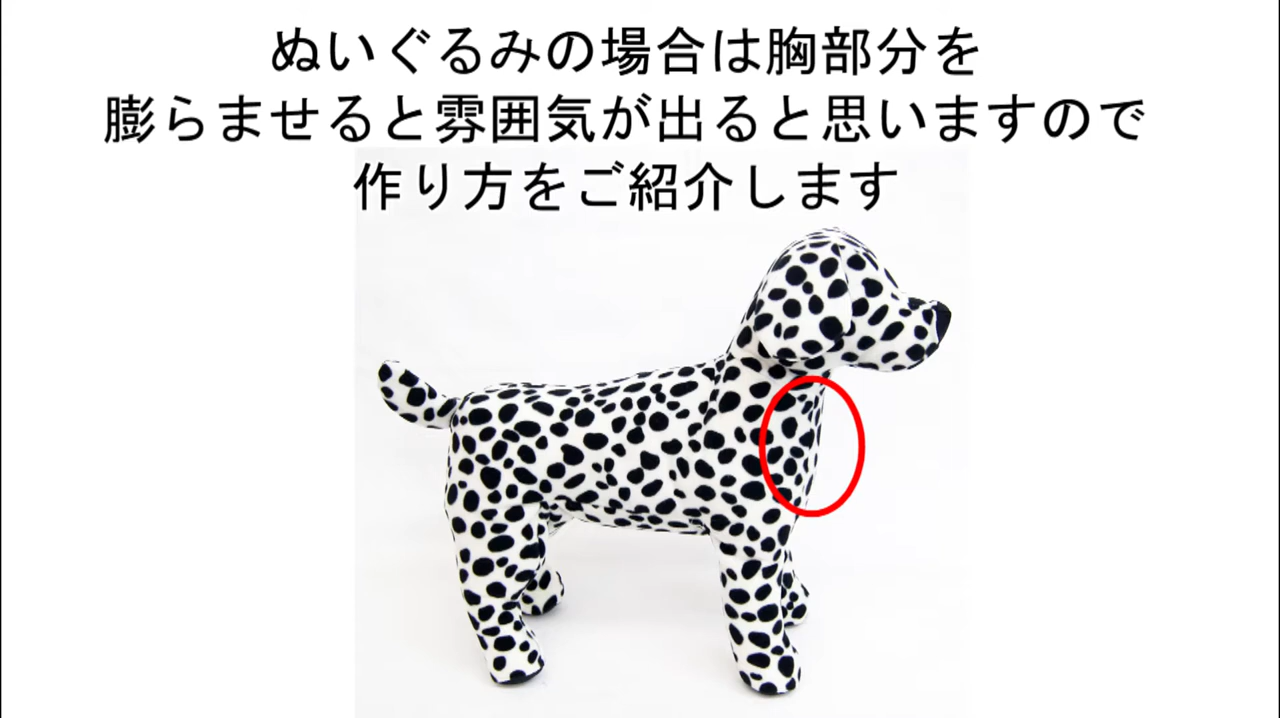 ぬいぐるみの場合は胸部分を
膨らませると雰囲気が出ると思いますので
作り方をご紹介します